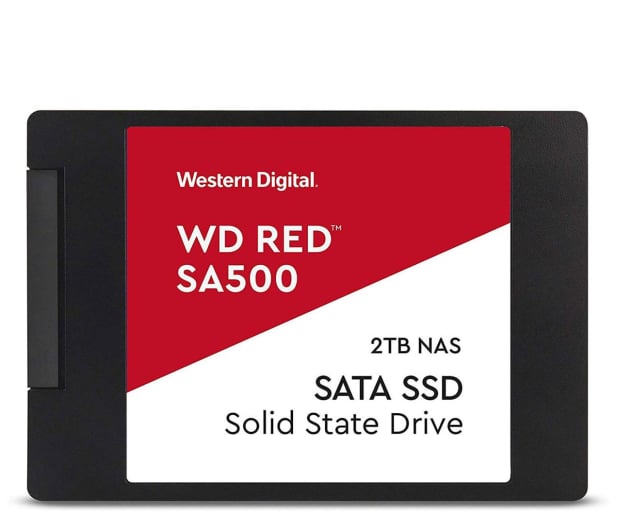 Western Digital.
WD RED™
SA500
2TB NAS
SATA SSD
Solid State Drive